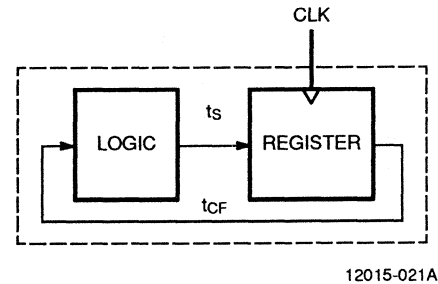 CLK
tS
LOGIC
REGISTER
tCF
12015-021A